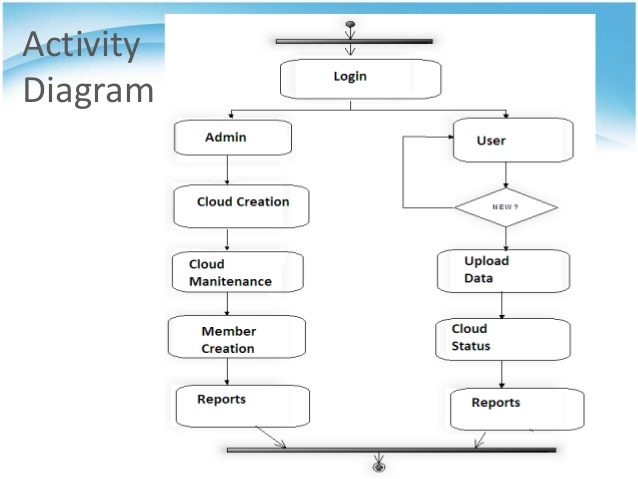 Activity
Diagram
Login
Admin
User
Cloud Creation
NEW?
Cloud
Manitenance
Upload
Data
Member
Creation
Cloud
Status
Reports
Reports